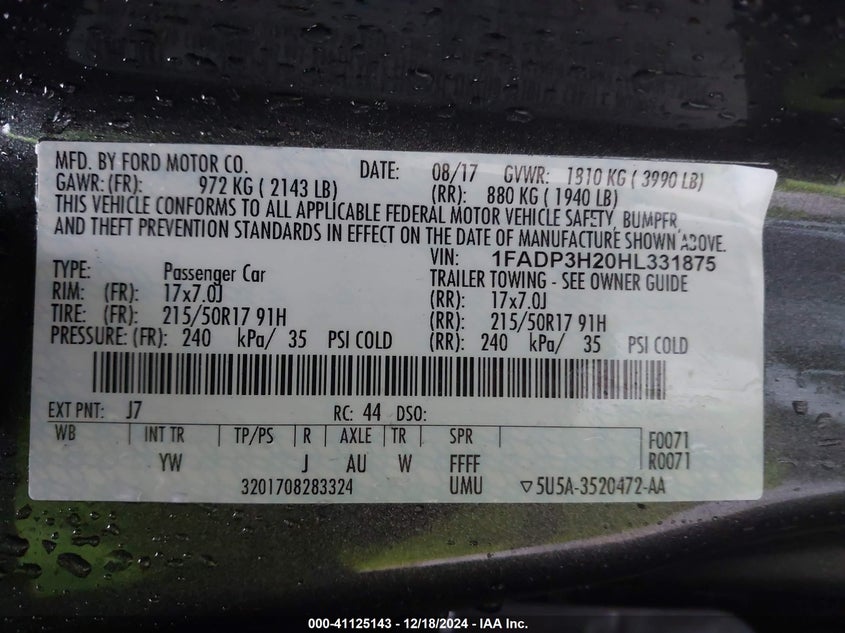 MFD. BY FORD MOTOR CO. DATE: 08/17 GVWR: 1810 KG ( 3990 LB)
GAWR: (FR): 972 KG ( 2143 LB) (RR): 880 KG ( 1940 LB)
THIS VEHICLE CONFORMS TO ALL APPLICABLE FEDERAL MOTOR VEHICLE SAFETY, BUMPER,
AND THEFT PREVENTION STANDARDS IN EFFECT ON THE DATE OF MANUFACTURE SHOWN ABOVE.
VIN: 1FADP3H20HL331875
TYPE: Passenger Car TRAILER TOWING - SEE OWNER GUIDE
RIM: (FR): 17x7.0J (RR): 17x7.0J
TIRE: (FR): 215/50R17 91H (RR): 215/50R17 91H
PRESSURE: (FR): 240 kPa/ 35 PSI COLD (RR): 240 kPa/ 35 PSI COLD
EXT PNT: J7 RC: 44 DSO:
WB INT TR TP/PS R AXLE TR SPR F0071
YW J AU W FFFF R0071
3201708283324 UMU ▽5U5A-3520472-AA
000-41125143 - 12/18/2024 - IAA Inc.